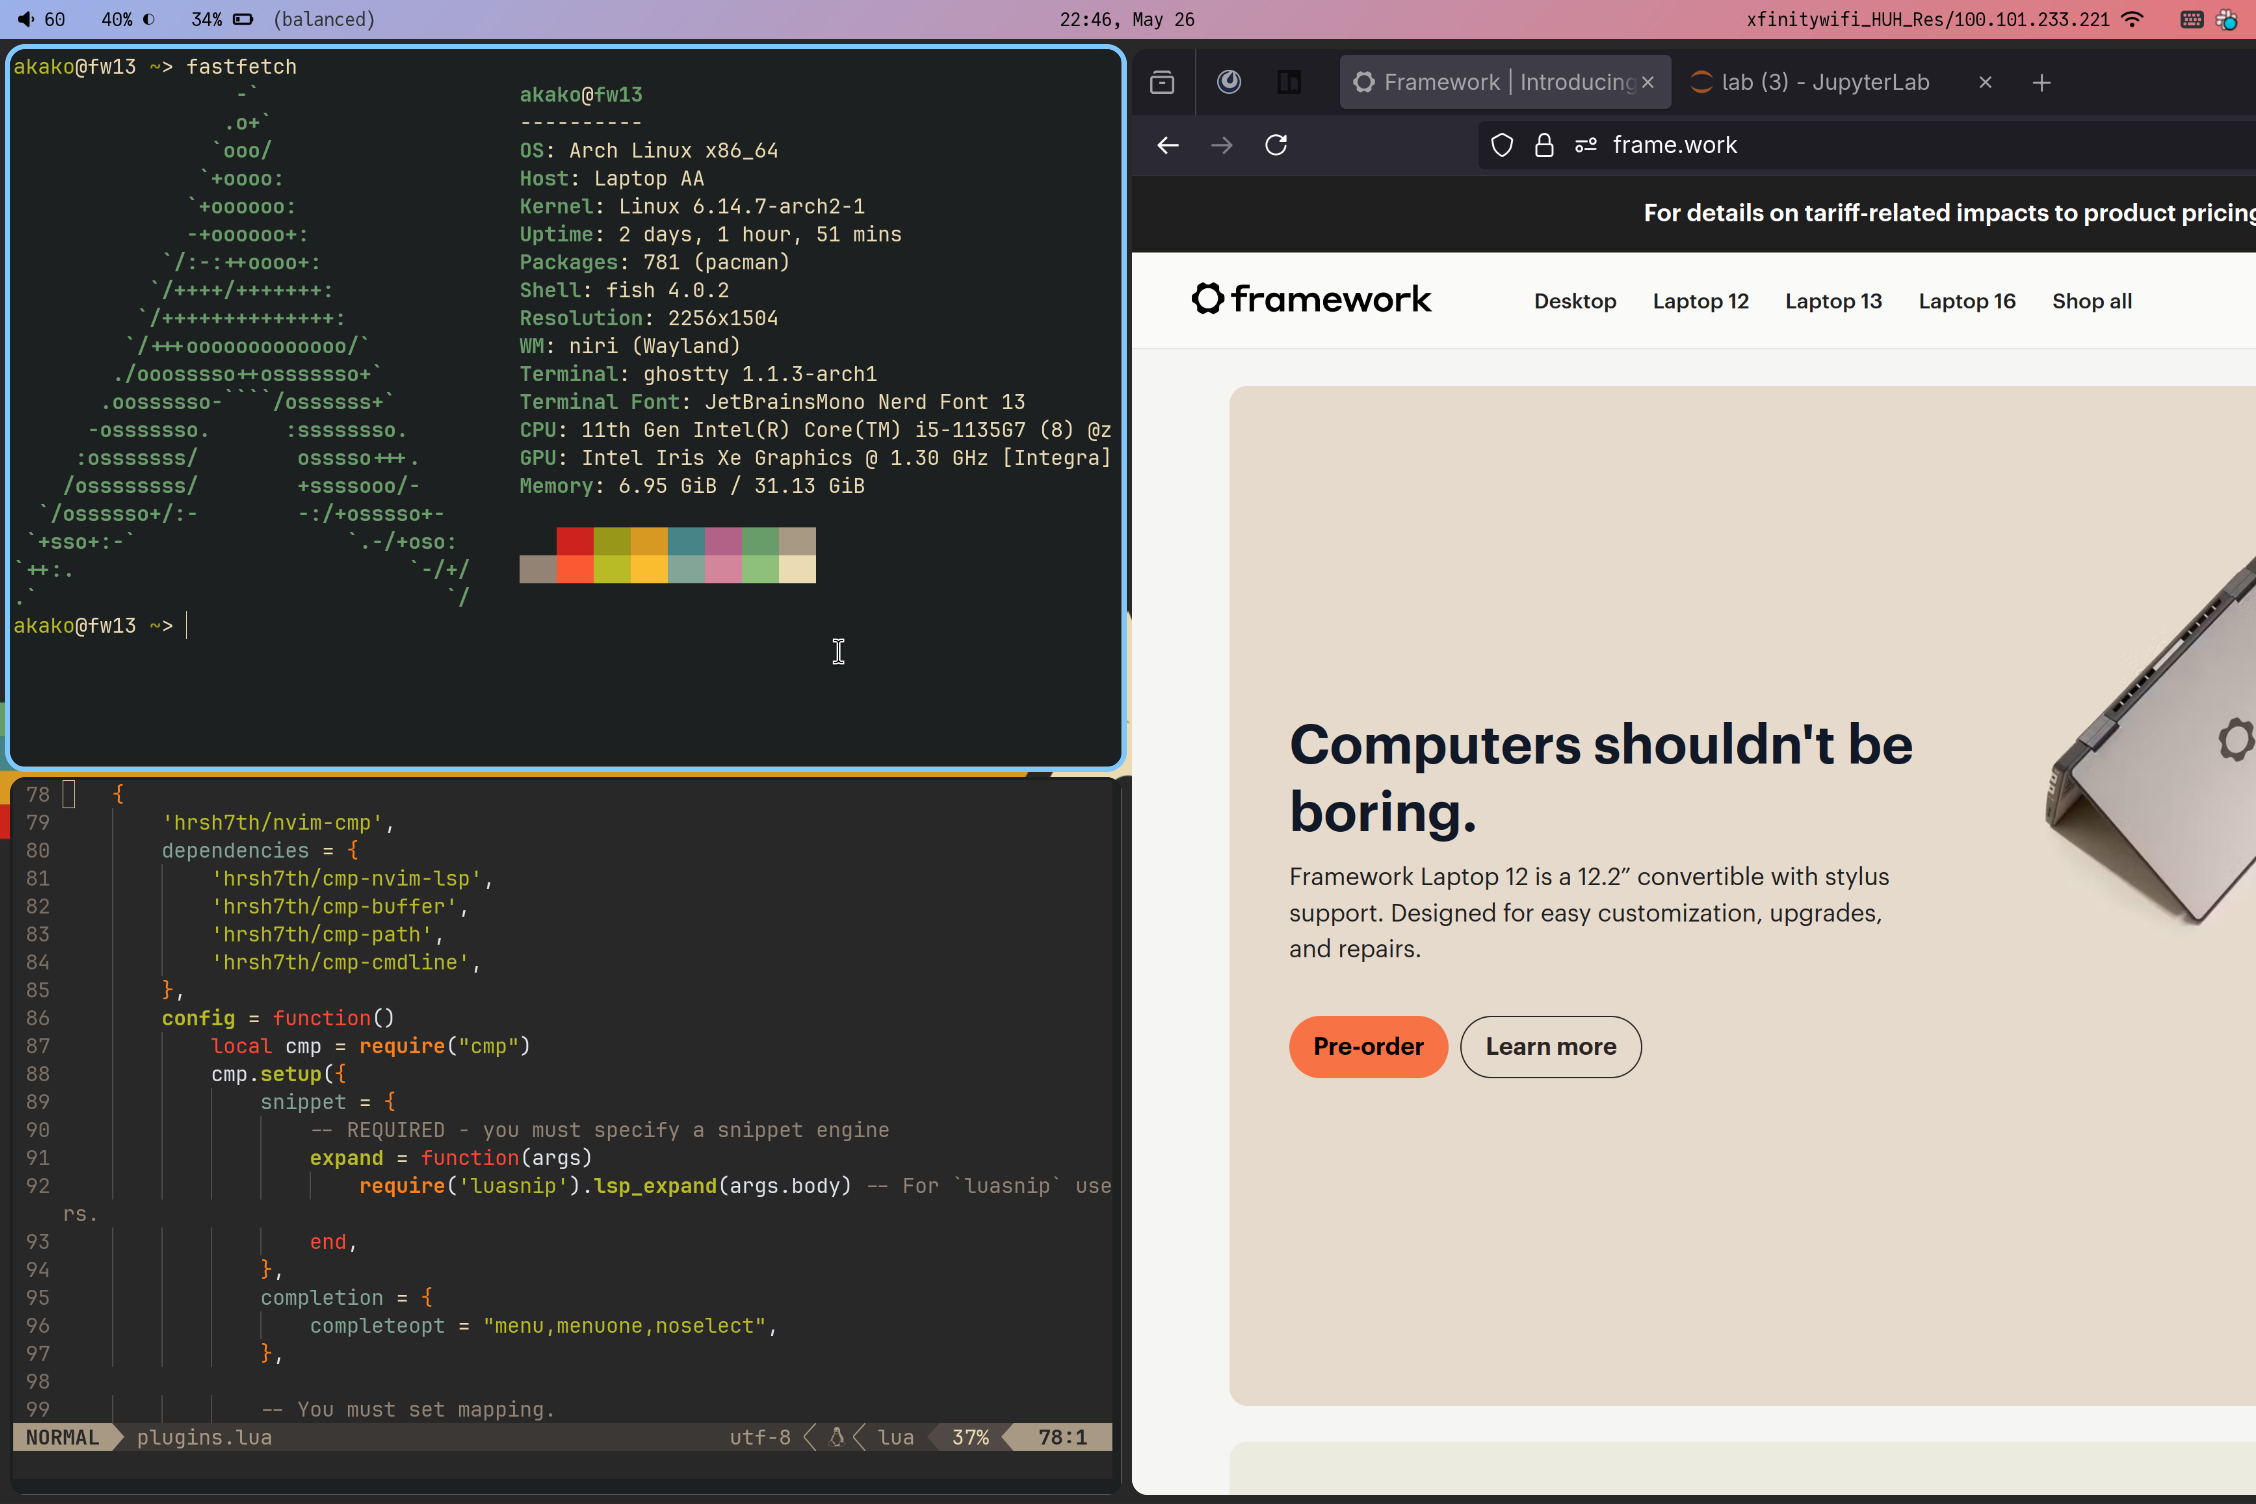 60 40% 34% (balanced)
22:46, May 26
xfinitywifi_HUH_Res/100.101.233.221
akako@fw13 ~> fastfetch
-`
.o+`
`ooo/
`+oooo:
`+oooooo:
-+oooooo+:
`/:-:++oooo+:
`/++++/+++++++:
`/++++++++++++++:
`/+++ooooooooooooo/`
./ooosssso++osssssso+`
.oossssso-````/ossssss+`
-osssssso. :ssssssso.
:osssssss/ osssso+++.
/ossssssss/ +ssssooo/-
`/ossssso+/:- -:/+osssso+-
`+sso+:-` `.-/+oso:
`++:. `-/+/
.` `/
akako@fw13
----------
OS: Arch Linux x86_64
Host: Laptop AA
Kernel: Linux 6.14.7-arch2-1
Uptime: 2 days, 1 hour, 51 mins
Packages: 781 (pacman)
Shell: fish 4.0.2
Resolution: 2256x1504
WM: niri (Wayland)
Terminal: ghostty 1.1.3-arch1
Terminal Font: JetBrainsMono Nerd Font 13
CPU: 11th Gen Intel(R) Core(TM) i5-1135G7 (8) @z
GPU: Intel Iris Xe Graphics @ 1.30 GHz [Integra]
Memory: 6.95 GiB / 31.13 GiB
akako@fw13 ~>
78 {
79 'hrsh7th/nvim-cmp',
80 dependencies = {
81 'hrsh7th/cmp-nvim-lsp',
82 'hrsh7th/cmp-buffer',
83 'hrsh7th/cmp-path',
84 'hrsh7th/cmp-cmdline',
85 },
86 config = function()
87 local cmp = require("cmp")
88 cmp.setup({
89 snippet = {
90 -- REQUIRED - you must specify a snippet engine
91 expand = function(args)
92 require('luasnip').lsp_expand(args.body) -- For `luasnip` use
rs.
93 end,
94 },
95 completion = {
96 completeopt = "menu,menuone,noselect",
97 },
98
99 -- You must set mapping.
NORMAL plugins.lua utf-8 lua 37% 78:1
Framework | Introducing
lab (3) - JupyterLab
frame.work
For details on tariff-related impacts to product pricing
framework
Desktop Laptop 12 Laptop 13 Laptop 16 Shop all
Computers shouldn't be
boring.
Framework Laptop 12 is a 12.2” convertible with stylus
support. Designed for easy customization, upgrades,
and repairs.
Pre-order Learn more